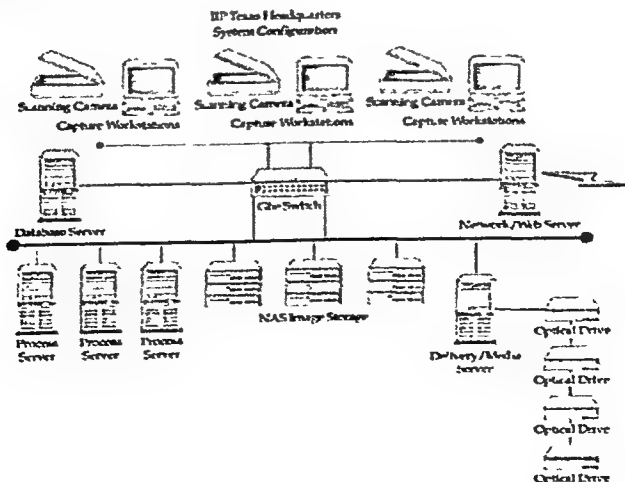 IIP Texas Headquarters
System Configuration
Scanning Camera
Capture Workstations
Scanning Camera
Capture Workstations
Scanning Camera
Capture Workstations
Gbe Switch
Database Server
Network/Web Server
Process
Server
Process
Server
Process
Server
NAS Image Storage
Delivery/Media
Server
Optical Drive
Optical Drive
Optical Drive
Optical Drive